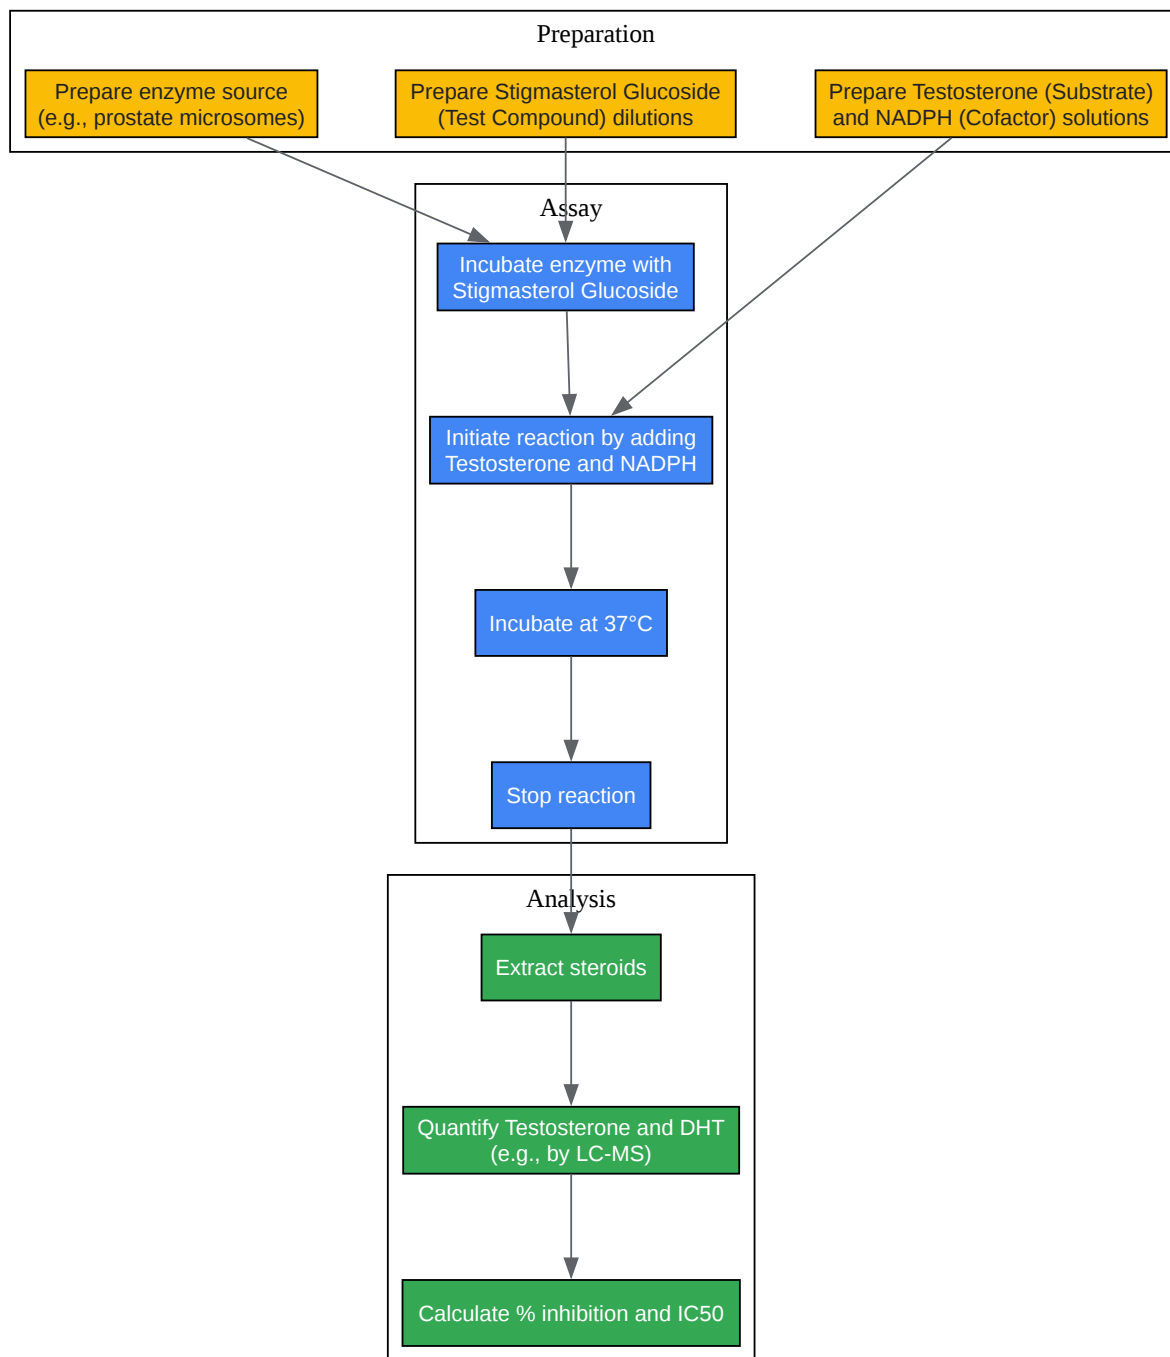 Preparation
Prepare enzyme source
(e.g., prostate microsomes)
Prepare Stigmasterol Glucoside
(Test Compound) dilutions
Prepare Testosterone (Substrate)
and NADPH (Cofactor) solutions
Assay
Incubate enzyme with
Stigmasterol Glucoside
Initiate reaction by adding
Testosterone and NADPH
Incubate at 37°C
Stop reaction
Analysis
Extract steroids
Quantify Testosterone and DHT
(e.g., by LC-MS)
Calculate % inhibition and IC50